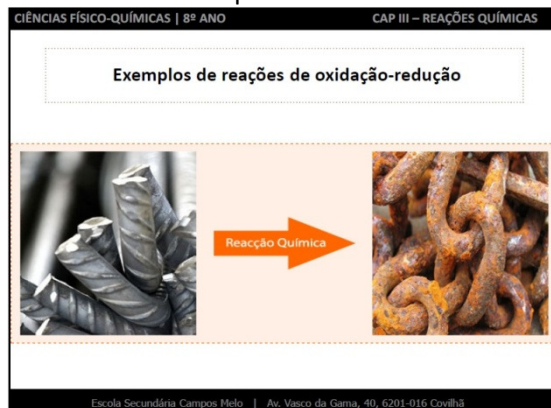 CIÊNCIAS FÍSICO-QUÍMICAS | 8º ANO CAP III – REAÇÕES QUÍMICAS
Exemplos de reações de oxidação-redução
Reacção Química
Escola Secundária Campos Melo | Av. Vasco da Gama, 40, 6201-016 Covilhã